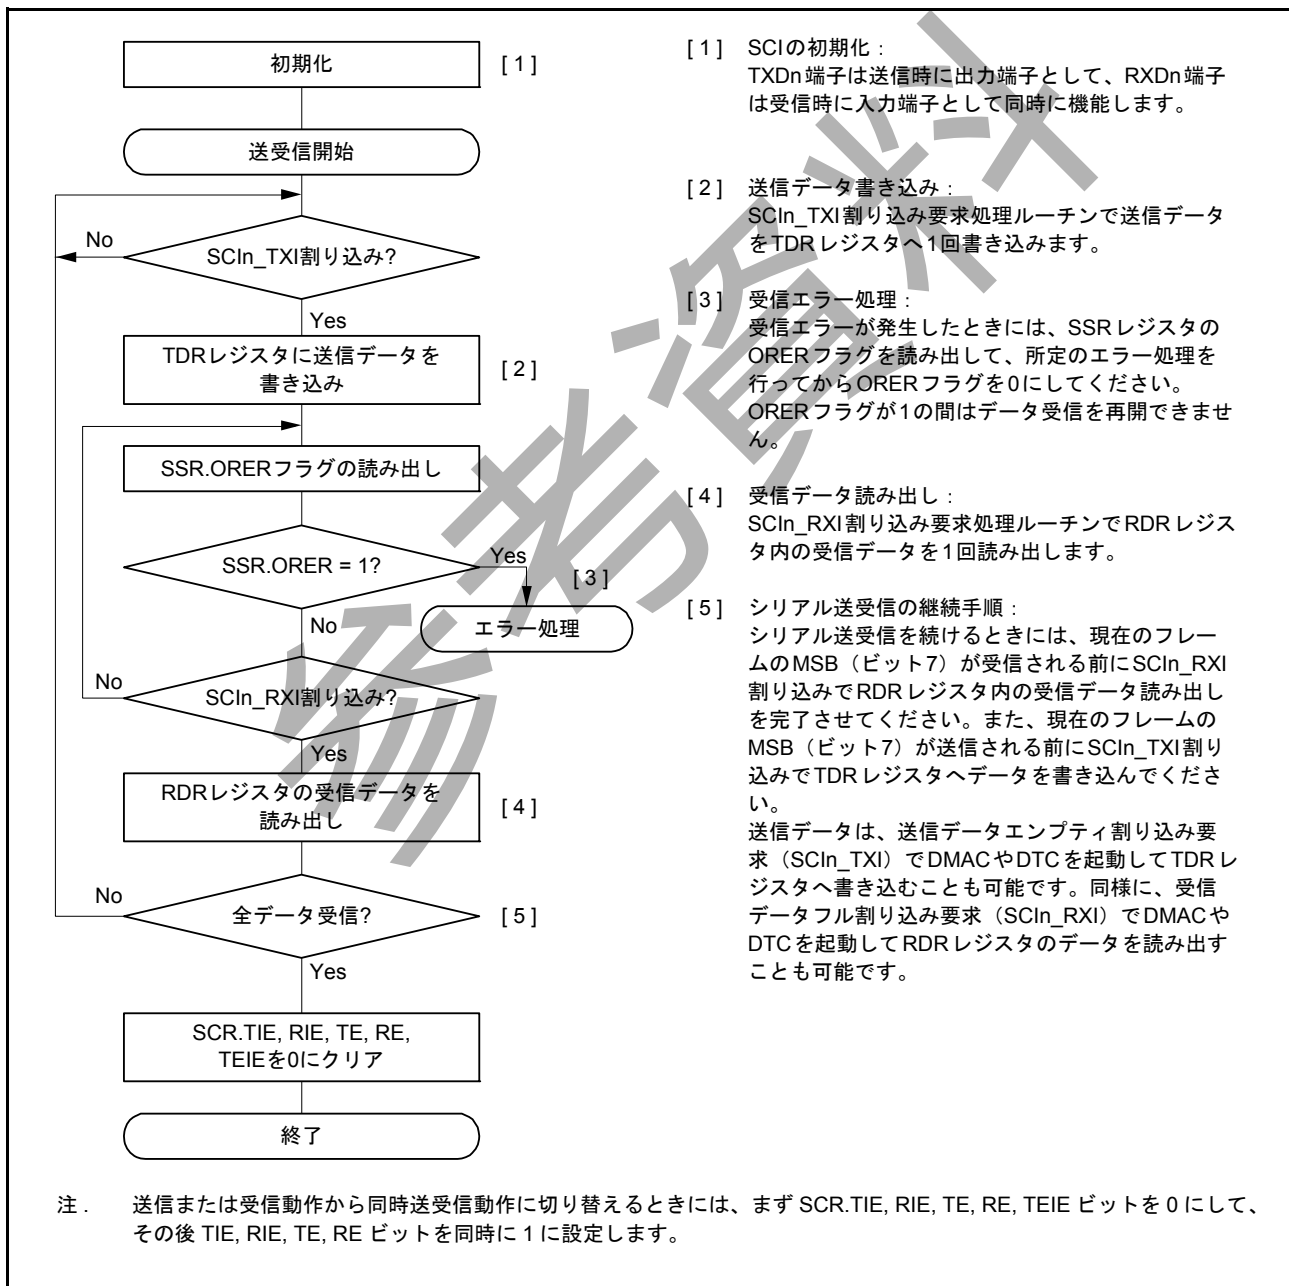 初期化
[ 1 ]
送受信開始
No
SCIn_TXI割り込み?
Yes
TDRレジスタに送信データを
書き込み
[ 2 ]
SSR.ORERフラグの読み出し
SSR.ORER = 1?
Yes
[ 3 ]
エラー処理
No
No
SCIn_RXI割り込み?
Yes
RDRレジスタの受信データを
読み出し
[ 4 ]
No
全データ受信?
[ 5 ]
Yes
SCR.TIE, RIE, TE, RE,
TEIEを0にクリア
終了
[ 1 ] SCIの初期化：
TXDn端子は送信時に出力端子として、RXDn端子
は受信時に入力端子として同時に機能します。
[ 2 ] 送信データ書き込み：
SCIn_TXI割り込み要求処理ルーチンで送信データ
をTDRレジスタへ1回書き込みます。
[ 3 ] 受信エラー処理：
受信エラーが発生したときには、SSRレジスタの
ORERフラグを読み出して、所定のエラー処理を
行ってからORERフラグを0にしてください。
ORERフラグが1の間はデータ受信を再開できませ
ん。
[ 4 ] 受信データ読み出し：
SCIn_RXI割り込み要求処理ルーチンでRDRレジス
タ内の受信データを1回読み出します。
[ 5 ] シリアル送受信の継続手順：
シリアル送受信を続けるときには、現在のフレー
ムのMSB（ビット7）が受信される前にSCIn_RXI
割り込みでRDRレジスタ内の受信データ読み出し
を完了させてください。また、現在のフレームの
MSB（ビット7）が送信される前にSCIn_TXI割り
込みでTDRレジスタへデータを書き込んでくださ
い。
送信データは、送信データエンプティ割り込み要
求（SCIn_TXI）でDMACやDTCを起動してTDRレ
ジスタへ書き込むことも可能です。同様に、受信
データフル割り込み要求（SCIn_RXI）でDMACや
DTCを起動してRDRレジスタのデータを読み出す
ことも可能です。
注． 送信または受信動作から同時送受信動作に切り替えるときには、まず SCR.TIE, RIE, TE, RE, TEIE ビットを 0 にして、
その後 TIE, RIE, TE, RE ビットを同時に 1 に設定します。
参考資料